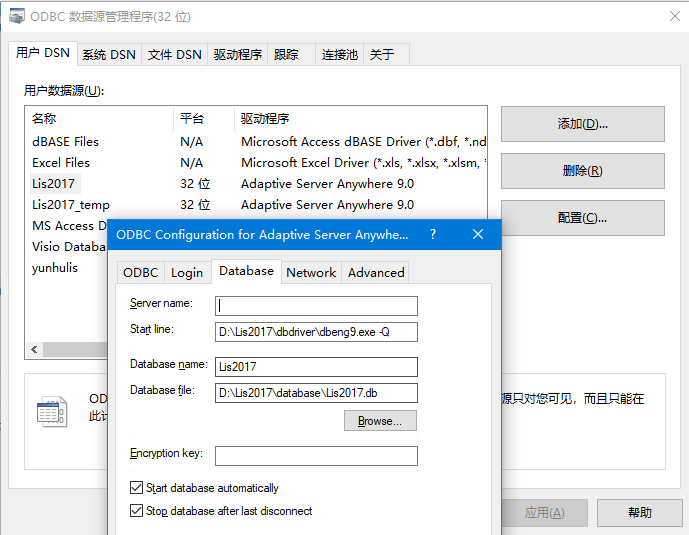 ODBC 数据源管理程序(32 位)
用户 DSN 系统 DSN 文件 DSN 驱动程序 跟踪 连接池 关于
用户数据源(U):
名称 平台 驱动程序
dBASE Files N/A Microsoft Access dBASE Driver (*.dbf, *.nd
Excel Files N/A Microsoft Excel Driver (*.xls, *.xlsx, *.xlsm, *
Lis2017 32 位 Adaptive Server Anywhere 9.0
Lis2017_temp 32 位 Adaptive Server Anywhere 9.0
MS Access D
Visio Databa
yunhulis
添加(D)...
删除(R)
配置(C)...
ODBC Configuration for Adaptive Server Anywhe... ?
ODBC Login Database Network Advanced
Server name:
Start line: D:\Lis2017\dbdriver\dbeng9.exe -Q
Database name: Lis2017
Database file: D:\Lis2017\database\Lis2017.db
Browse...
Encryption key:
Start database automatically
Stop database after last disconnect
OD
此计
源只对您可见，而且只能在
应用(A) 帮助